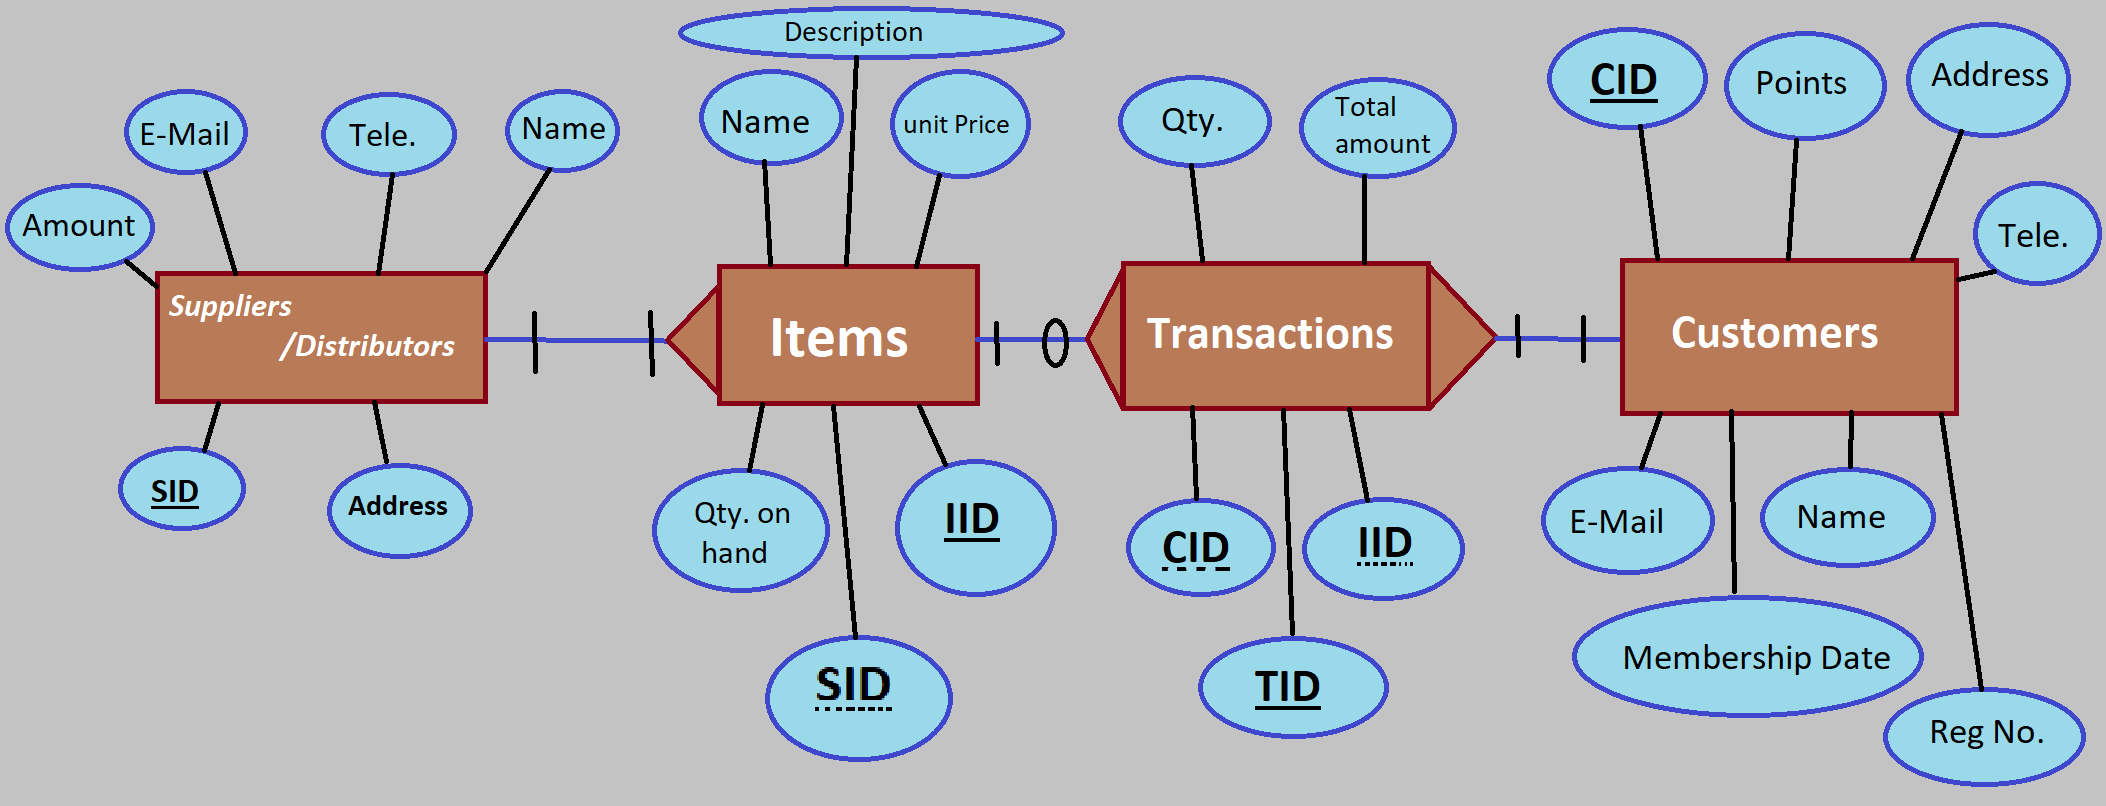 Amount
E-Mail
Tele.
Name
Suppliers
/Distributors
SID
Address
Description
Name
unit Price
Items
Qty. on
hand
SID
IID
Qty.
Total
amount
Transactions
CID
TID
IID
CID
Points
Address
Tele.
Customers
E-Mail
Membership Date
Name
Reg No.